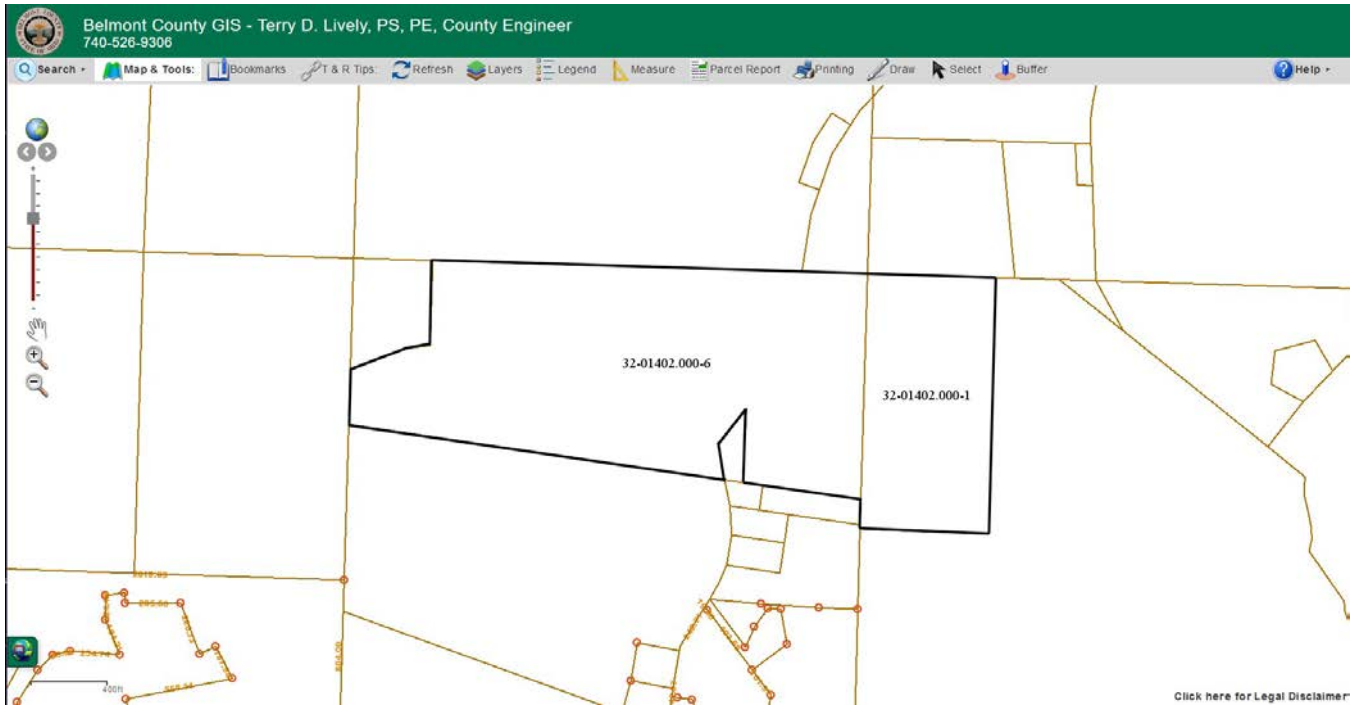 Belmont County GIS - Terry D. Lively, PS, PE, County Engineer
740-526-9306
Search Map & Tools: Bookmarks T & R Tips: Refresh Layers Legend Measure Parcel Report Printing Draw Select Buffer Help
32-01402.000-6
32-01402.000-1
400ft
Click here for Legal Disclaimer